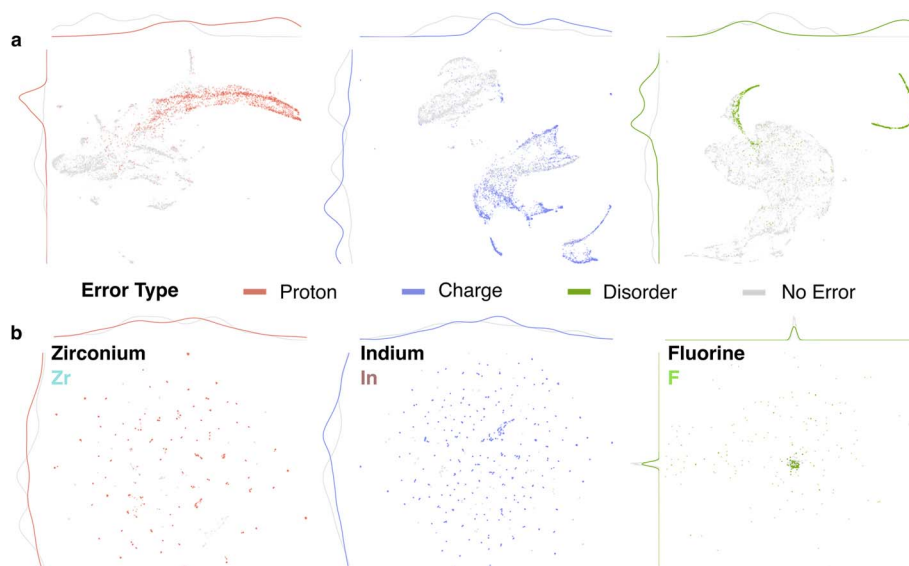 a
Error Type
Proton
Charge
Disorder
No Error
b
Zirconium
Indium
Fluorine
Zr
In
F